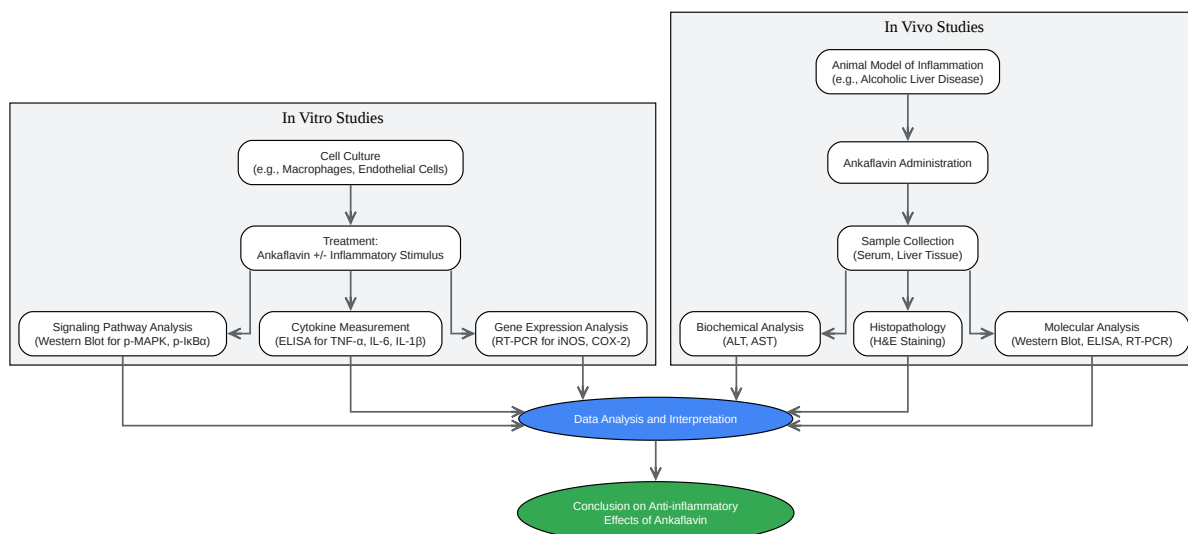 In Vivo Studies
Animal Model of Inflammation
(e.g., Alcoholic Liver Disease)
Ankaflavin Administration
Sample Collection
(Serum, Liver Tissue)
Biochemical Analysis
(ALT, AST)
Histopathology
(H&E Staining)
Molecular Analysis
(Western Blot, ELISA, RT-PCR)
In Vitro Studies
Cell Culture
(e.g., Macrophages, Endothelial Cells)
Treatment:
Ankaflavin +/- Inflammatory Stimulus
Signaling Pathway Analysis
(Western Blot for p-MAPK, p-IκBα)
Cytokine Measurement
(ELISA for TNF-α, IL-6, IL-1β)
Gene Expression Analysis
(RT-PCR for iNOS, COX-2)
Data Analysis and Interpretation
Conclusion on Anti-inflammatory
Effects of Ankaflavin